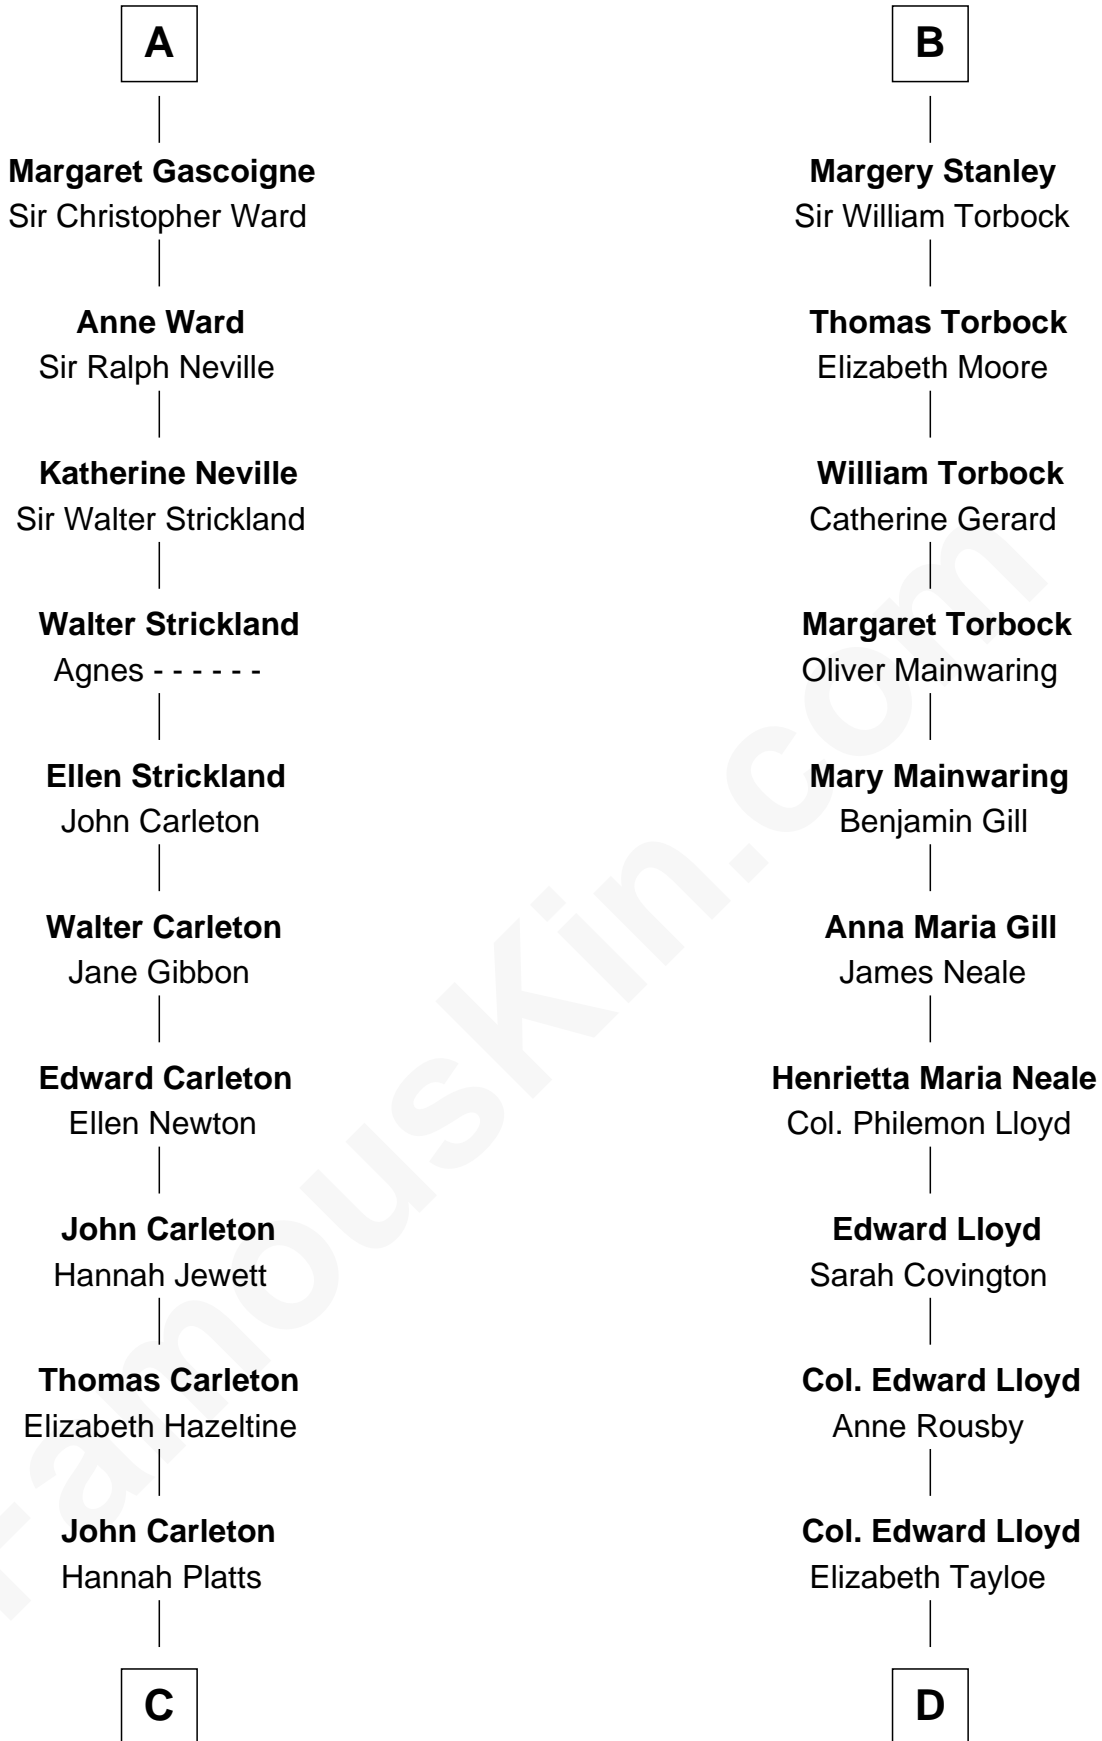 A
Margaret Gascoigne
Sir Christopher Ward
Anne Ward
Sir Ralph Neville
Katherine Neville
Sir Walter Strickland
Walter Strickland
Agnes - - - - - -
Ellen Strickland
John Carleton
Walter Carleton
Jane Gibbon
Edward Carleton
Ellen Newton
John Carleton
Hannah Jewett
Thomas Carleton
Elizabeth Hazeltine
John Carleton
Hannah Platts
C
B
Margery Stanley
Sir William Torbock
Thomas Torbock
Elizabeth Moore
William Torbock
Catherine Gerard
Margaret Torbock
Oliver Mainwaring
Mary Mainwaring
Benjamin Gill
Anna Maria Gill
James Neale
Henrietta Maria Neale
Col. Philemon Lloyd
Edward Lloyd
Sarah Covington
Col. Edward Lloyd
Anne Rousby
Col. Edward Lloyd
Elizabeth Tayloe
D
FamousKin.com